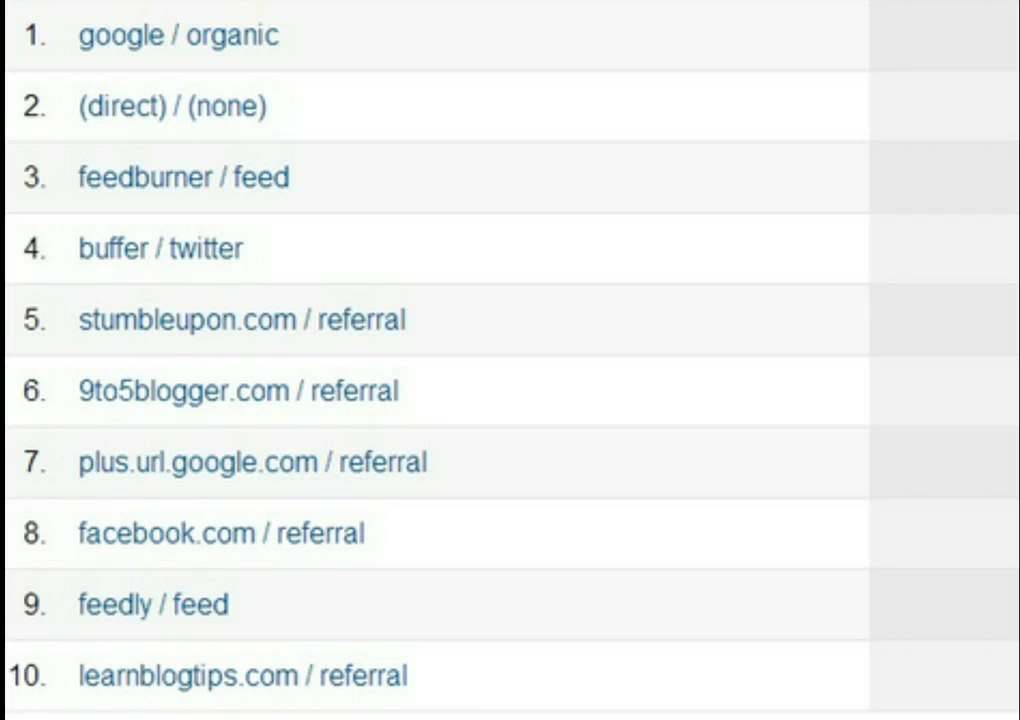 1. google / organic
2. (direct) / (none)
3. feedburner / feed
4. buffer / twitter
5. stumbleupon.com / referral
6. 9to5blogger.com / referral
7. plus.url.google.com / referral
8. facebook.com / referral
9. feedly / feed
10. learnblogtips.com / referral